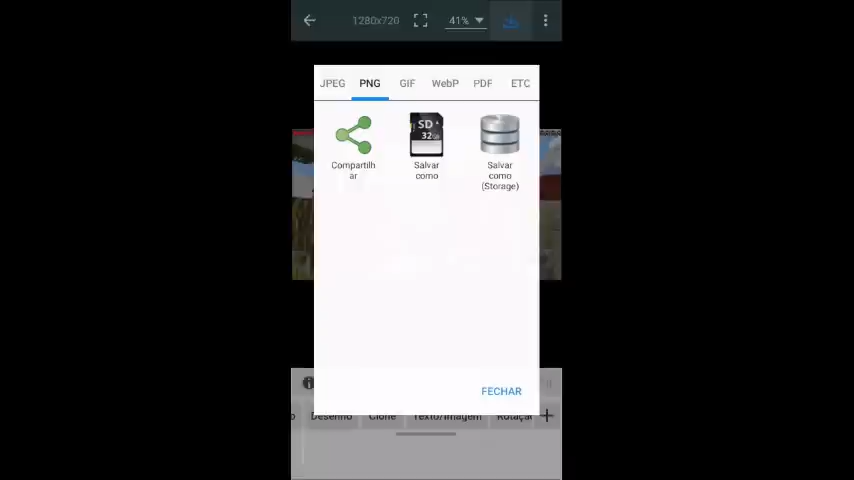 1280x720
41%
JPEG
PNG
GIF
WebP
PDF
ETC
Compartilh
ar
Salvar
como
Salvar
como
(Storage)
SD
32GB
FECHAR
Desenho
Clone
Texto/Imagem
Rotaçã